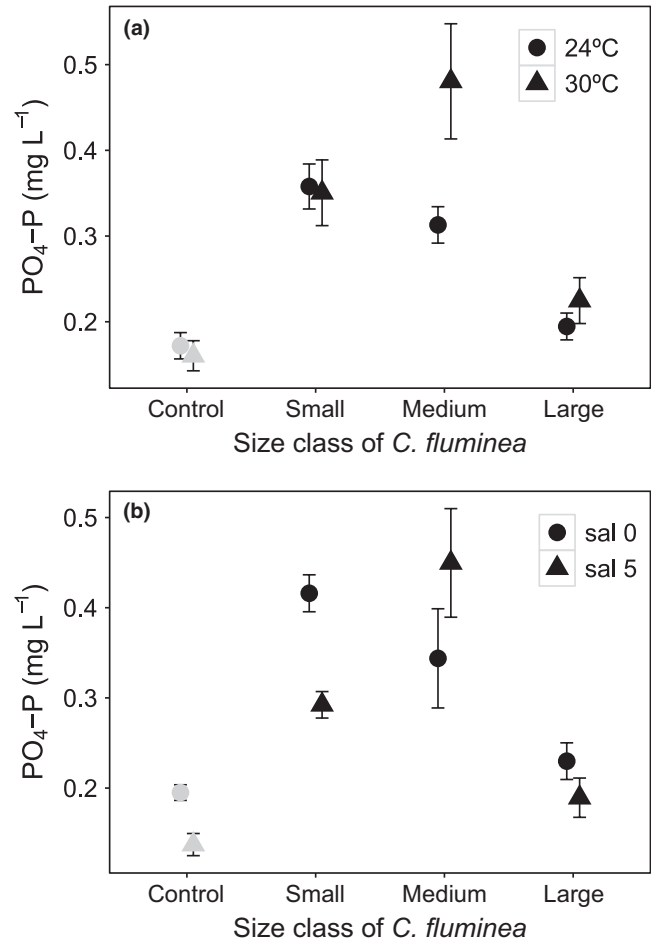 (a)
24ºC
30ºC
0.5
0.4
0.3
0.2
PO₄−P (mg L⁻¹)
Control Small Medium Large
Size class of C. fluminea
(b)
sal 0
sal 5
0.5
0.4
0.3
0.2
PO₄−P (mg L⁻¹)
Control Small Medium Large
Size class of C. fluminea